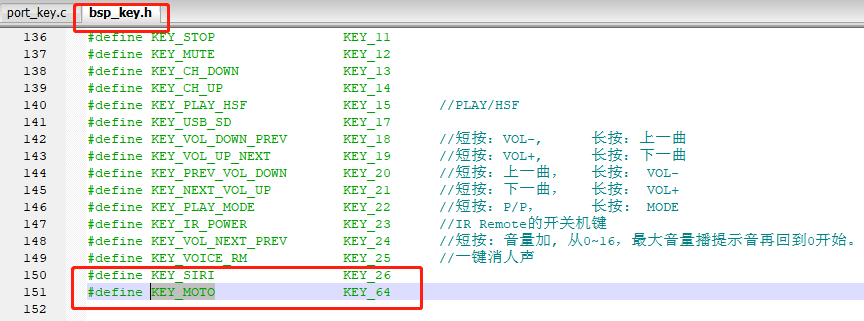 port_key.c bsp_key.h
136 #define KEY_STOP KEY_11
137 #define KEY_MUTE KEY_12
138 #define KEY_CH_DOWN KEY_13
139 #define KEY_CH_UP KEY_14
140 #define KEY_PLAY_HSF KEY_15 //PLAY/HSF
141 #define KEY_USB_SD KEY_17
142 #define KEY_VOL_DOWN_PREV KEY_18 //短按：VOL-, 长按：上一曲
143 #define KEY_VOL_UP_NEXT KEY_19 //短按：VOL+, 长按：下一曲
144 #define KEY_PREV_VOL_DOWN KEY_20 //短按：上一曲， 长按： VOL-
145 #define KEY_NEXT_VOL_UP KEY_21 //短按：下一曲， 长按： VOL+
146 #define KEY_PLAY_MODE KEY_22 //短按：P/P， 长按： MODE
147 #define KEY_IR_POWER KEY_23 //IR Remote的开关机键
148 #define KEY_VOL_NEXT_PREV KEY_24 //短按：音量加，从0~16，最大音量播提示音再回到0开始。
149 #define KEY_VOICE_RM KEY_25 //一键消人声
150 #define KEY_SIRI KEY_26
151 #define KEY_MOTO KEY_64
152